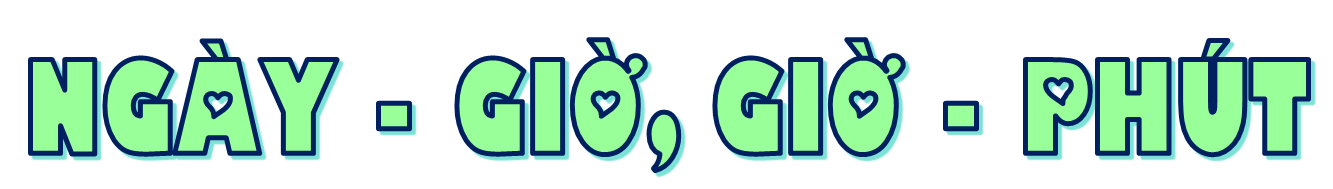 NGÀY - GIỜ, GIỜ - PHÚT